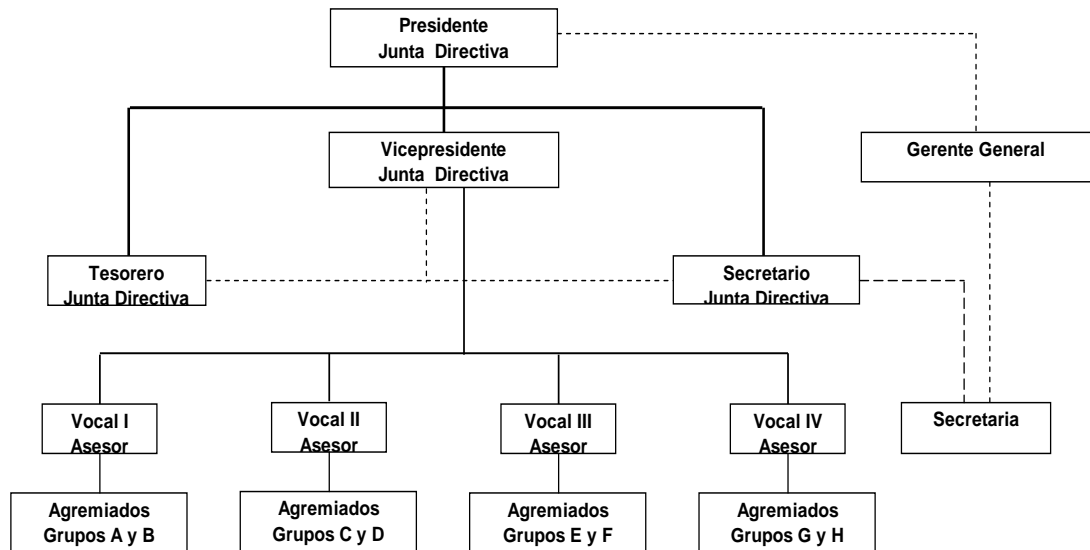 Presidente
Junta Directiva
Vicepresidente
Junta Directiva
Gerente General
Tesorero
Junta Directiva
Secretario
Junta Directiva
Vocal I
Asesor
Vocal II
Asesor
Vocal III
Asesor
Vocal IV
Asesor
Secretaria
Agremiados
Grupos A y B
Agremiados
Grupos C y D
Agremiados
Grupos E y F
Agremiados
Grupos G y H